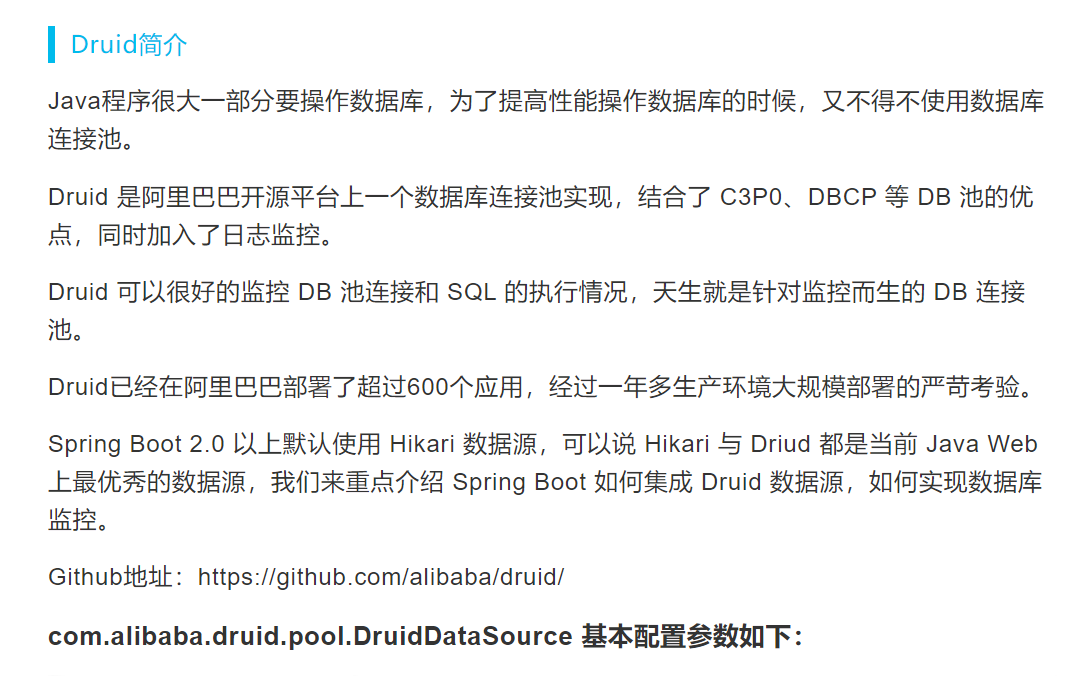 Druid简介
Java程序很大一部分要操作数据库，为了提高性能操作数据库的时候，又不得不使用数据库
连接池。
Druid 是阿里巴巴开源平台上一个数据库连接池实现，结合了 C3P0、DBCP 等 DB 池的优
点，同时加入了日志监控。
Druid 可以很好的监控 DB 池连接和 SQL 的执行情况，天生就是针对监控而生的 DB 连接
池。
Druid已经在阿里巴巴部署了超过600个应用，经过一年多生产环境大规模部署的严苛考验。
Spring Boot 2.0 以上默认使用 Hikari 数据源，可以说 Hikari 与 Driud 都是当前 Java Web
上最优秀的数据源，我们来重点介绍 Spring Boot 如何集成 Druid 数据源，如何实现数据库
监控。
Github地址：https://github.com/alibaba/druid/
com.alibaba.druid.pool.DruidDataSource 基本配置参数如下：